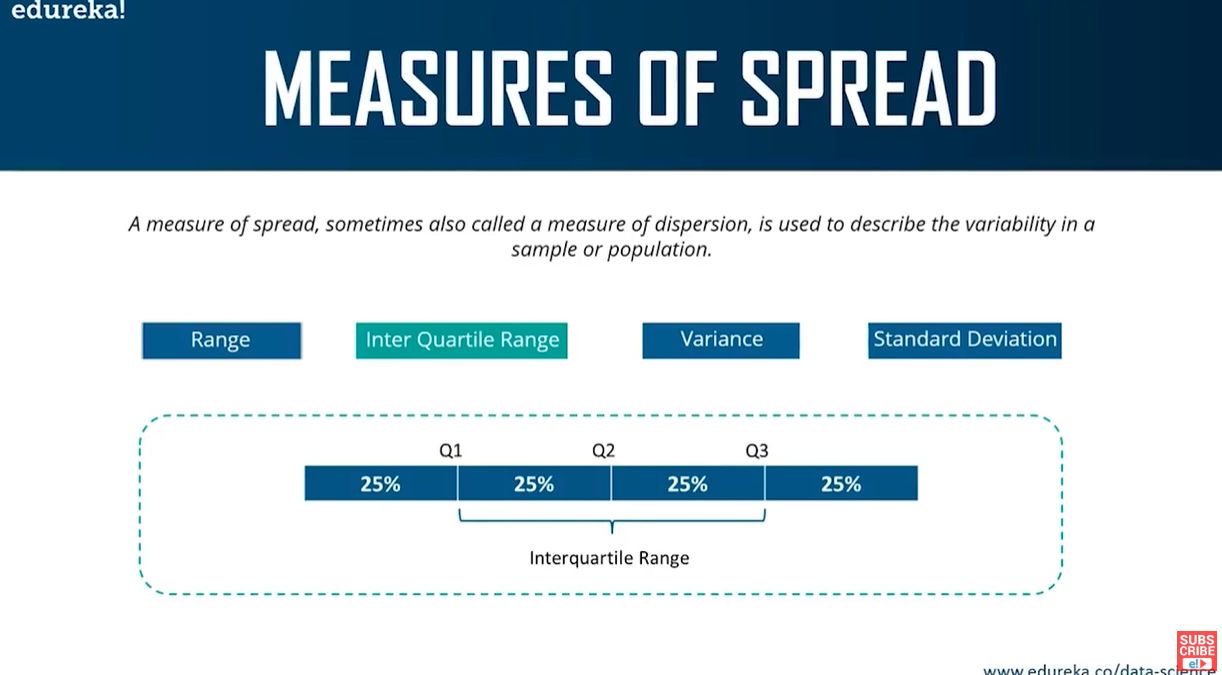 edureka!
MEASURES OF SPREAD
A measure of spread, sometimes also called a measure of dispersion, is used to describe the variability in a
sample or population.
Range Inter Quartile Range Variance Standard Deviation
Q1 Q2 Q3
25% 25% 25% 25%
Interquartile Range
SUBS
CRIBE
e!
www.edureka.co/data-science